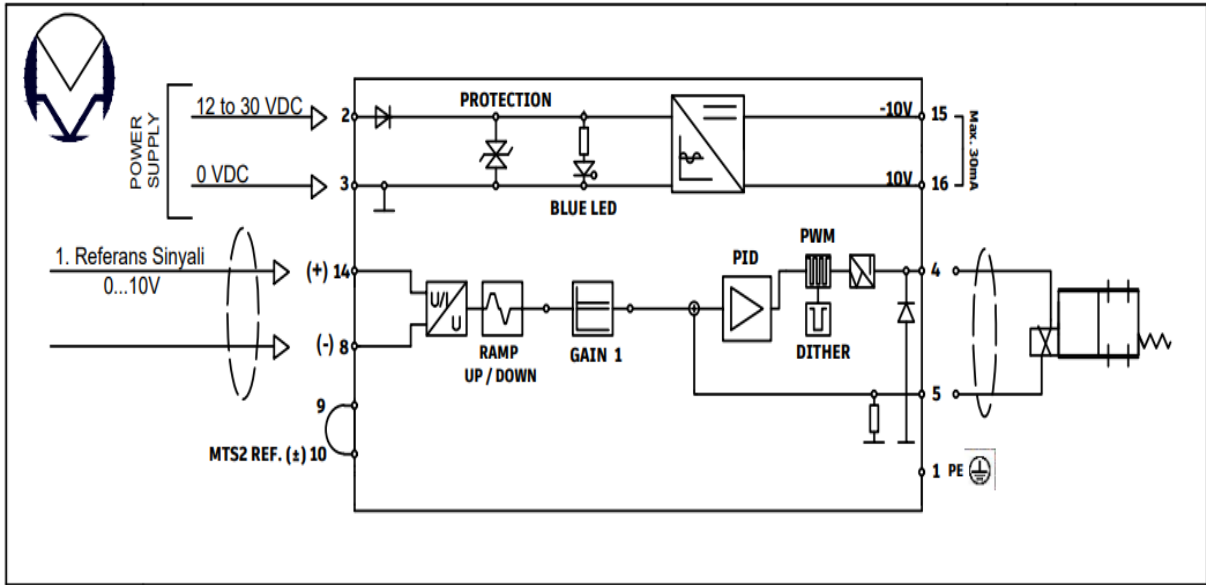 POWER SUPPLY
12 to 30 VDC
2
0 VDC
3
PROTECTION
BLUE LED
-10V
15
10V
16
Max. 30mA
1. Referans Sinyali
0...10V
(+) 14
(-) 8
U/I
U
RAMP
UP / DOWN
GAIN 1
PID
PWM
DITHER
4
5
9
MTS2 REF. (±) 10
1 PE